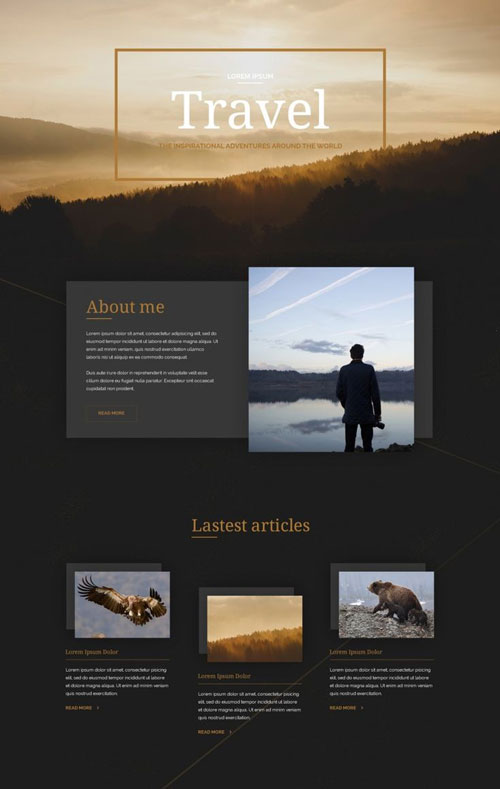 LOREM IPSUM
Travel
THE INSPIRATIONAL ADVENTURES AROUND THE WORLD
About me
Lorem ipsum dolor sit amet, consectetur adipiscing, sed do
eiusmod tempor incididunt ut labore et dolore magna aliqua. Ut
enim ad minim veniam, quis nostrud exercitation ullamco
laboris nisi ut aliquip ex ea commodo consequat.
Duis aute irure dolor in reprehenderit in voluptate velit esse
cillum dolore eu fugiat nulla pariatur. Excepteur sint occaecat
cupidatat non proident.
READ MORE
Lastest articles
Lorem Ipsum Dolor
Lorem ipsum dolor sit amet, consectetur piscing
elit, sed do eiusmod tempor incididunt ut labore et
dolore magna aliqua. Ut enim ad minim veniam,
quis nostrud exercitation.
READ MORE >
Lorem Ipsum Dolor
Lorem ipsum dolor sit amet, consectetur piscing
elit, sed do eiusmod tempor incididunt ut labore et
dolore magna aliqua. Ut enim ad minim veniam,
quis nostrud exercitation.
READ MORE >
Lorem Ipsum Dolor
Lorem ipsum dolor sit amet, consectetur piscing
elit, sed do eiusmod tempor incididunt ut labore et
dolore magna aliqua. Ut enim ad minim veniam,
quis nostrud exercitation.
READ MORE >